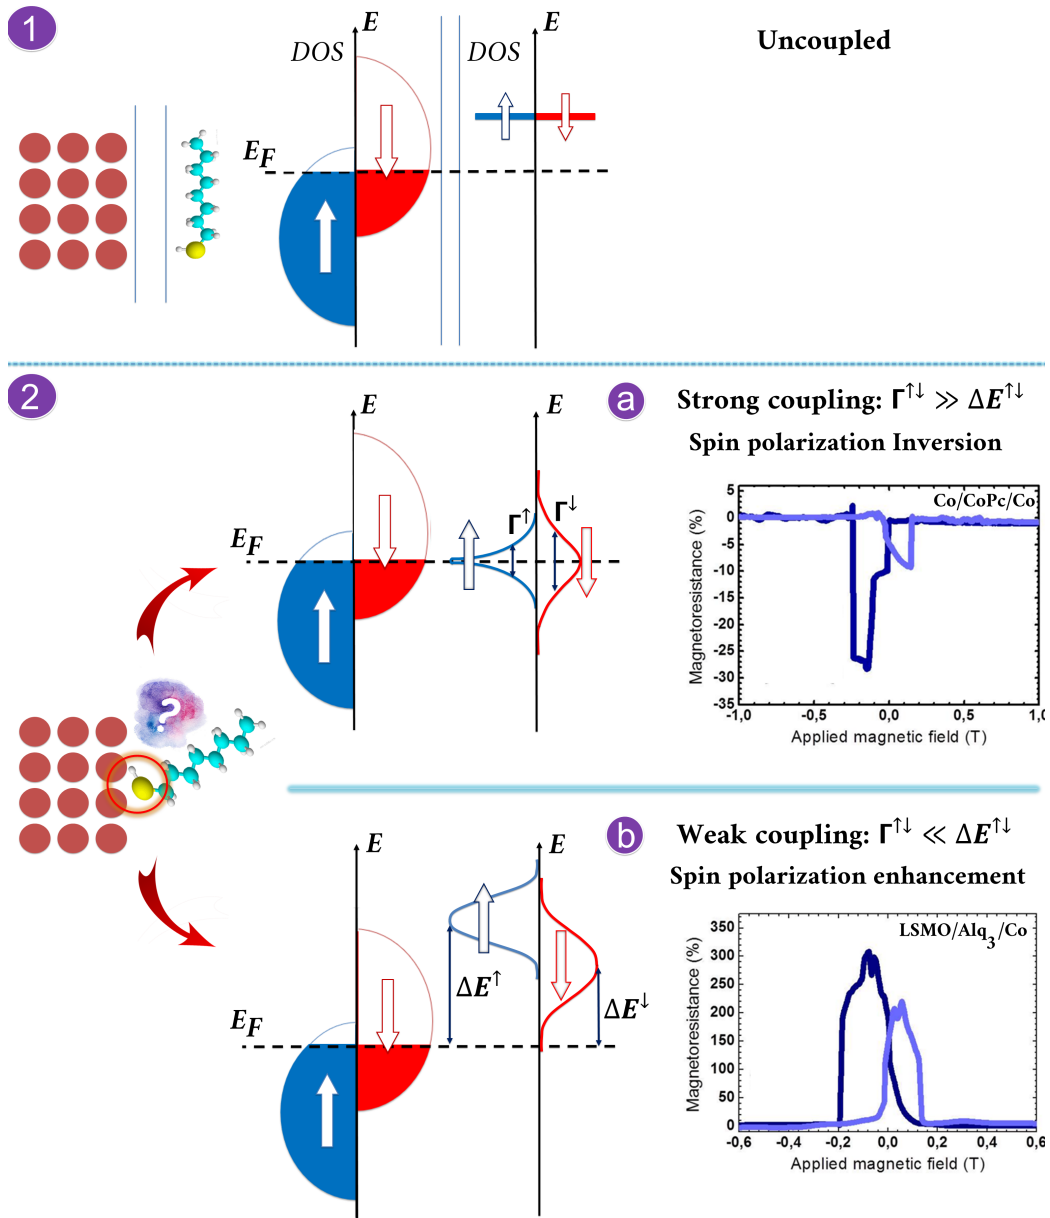 1
E
DOS
E
DOS
Uncoupled
E_F
2
E
E
a
Strong coupling: Γ↑↓ ≫ ΔE↑↓
Spin polarization Inversion
E_F
Γ↑
Γ↓
Co/CoPc/Co
Magnetoresistance (%)
5
0
-5
-10
-15
-20
-25
-30
-35
-1,0
-0,5
0,0
0,5
1,0
Applied magnetic field (T)
?
b
Weak coupling: Γ↑↓ ≪ ΔE↑↓
Spin polarization enhancement
E
E
ΔE↑
ΔE↓
E_F
LSMO/Alq₃/Co
Magnetoresistance (%)
350
300
250
200
150
100
50
0
-0,6
-0,4
-0,2
0,0
0,2
0,4
0,6
Applied magnetic field (T)